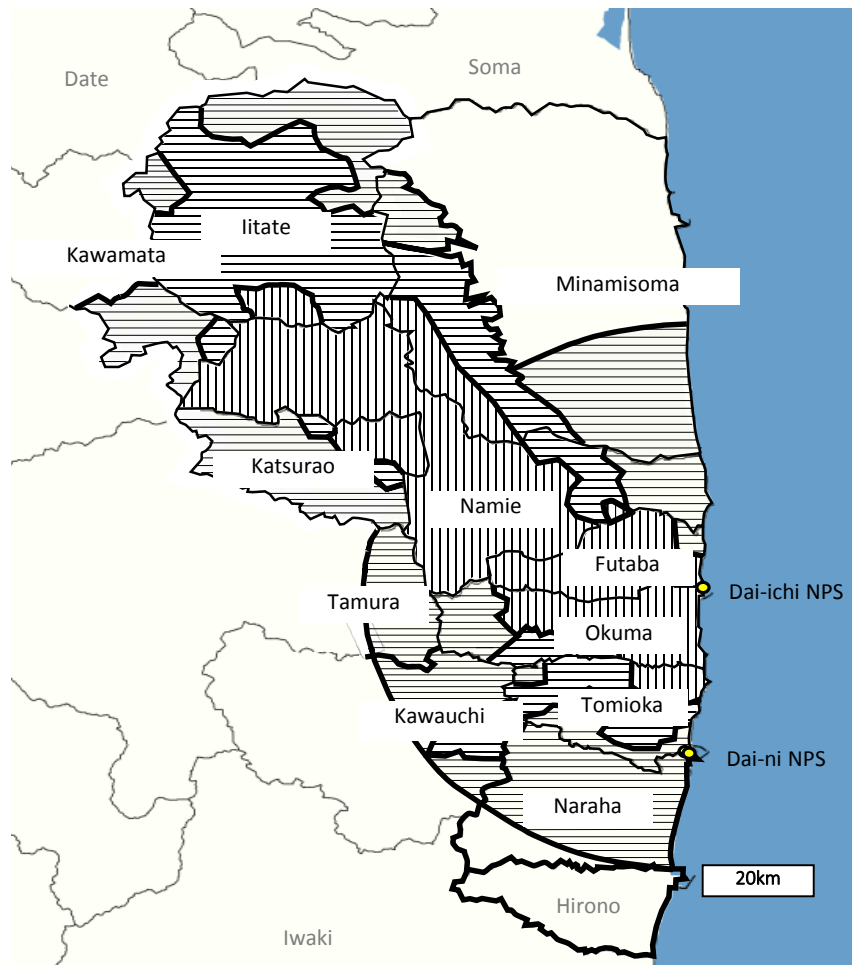 Soma
Date
Iitate
Kawamata
Minamisoma
Katsurao
Namie
Futaba
Dai-ichi NPS
Tamura
Okuma
Tomioka
Kawauchi
Dai-ni NPS
Naraha
20km
Hirono
Iwaki